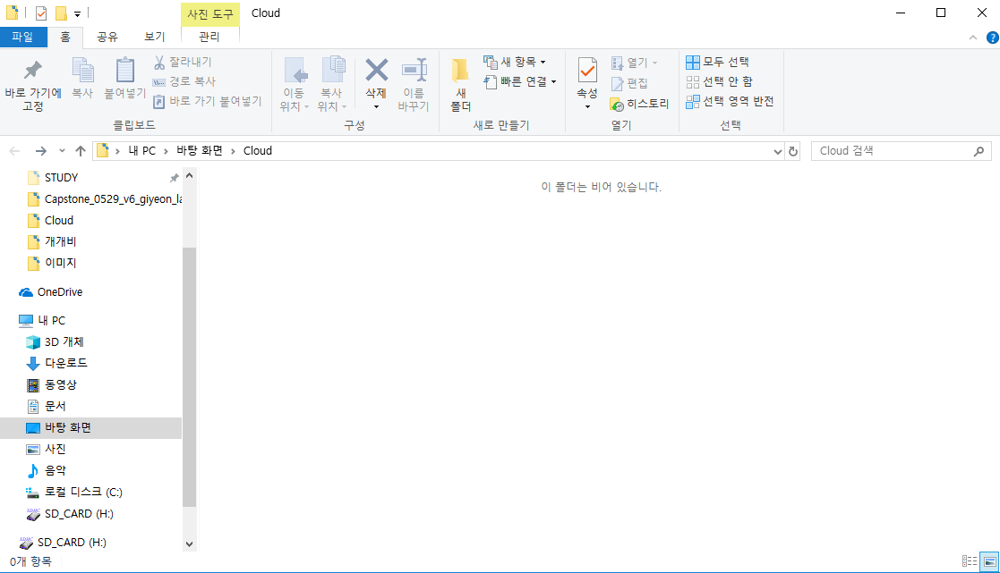 사진 도구
Cloud
파일
홈
공유
보기
관리
바로 가기에
고정
복사
붙여넣기
잘라내기
경로 복사
바로 가기 붙여넣기
클립보드
이동
위치
복사
위치
삭제
이름
바꾸기
구성
새
폴더
새 항목
빠른 연결
새로 만들기
속성
열기
편집
히스토리
열기
모두 선택
선택 안 함
선택 영역 반전
선택
내 PC › 바탕 화면 › Cloud
Cloud 검색
STUDY
Capstone_0529_v6_giyeon_la
Cloud
개개비
이미지
OneDrive
내 PC
3D 개체
다운로드
동영상
문서
바탕 화면
사진
음악
로컬 디스크 (C:)
SD_CARD (H:)
SD_CARD (H:)
이 폴더는 비어 있습니다.
0개 항목